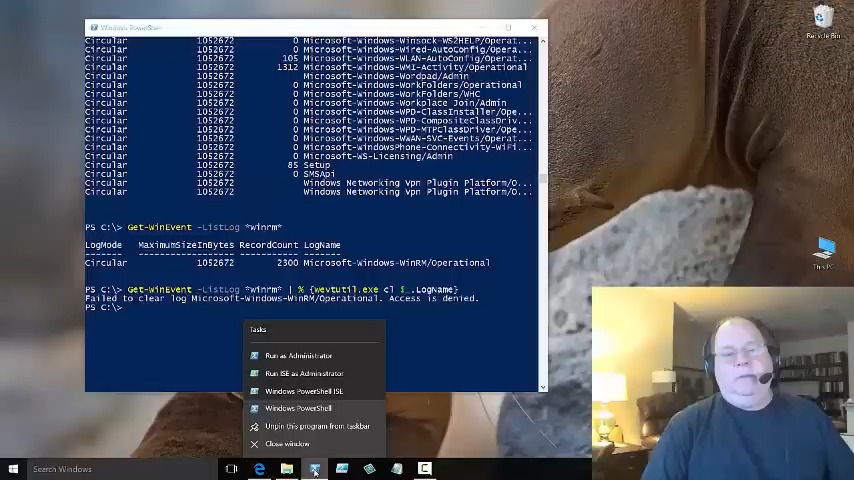 Windows PowerShell
Recycle Bin
Circular 1052672 0 Microsoft-Windows-Winsock-WS2HELP/Operat...
Circular 1052672 0 Microsoft-Windows-Wired-AutoConfig/Opera...
Circular 1052672 105 Microsoft-Windows-WLAN-AutoConfig/Operat...
Circular 1052672 1312 Microsoft-Windows-WMI-Activity/Operational
Circular 1052672 Microsoft-Windows-Wordpad/Admin
Circular 1052672 0 Microsoft-Windows-WorkFolders/Operational
Circular 1052672 0 Microsoft-Windows-WorkFolders/WHC
Circular 1052672 0 Microsoft-Windows-Workplace Join/Admin
Circular 1052672 0 Microsoft-Windows-WPD-ClassInstaller/Ope...
Circular 1052672 0 Microsoft-Windows-WPD-CompositeClassDriv...
Circular 1052672 0 Microsoft-Windows-WPD-MTPClassDriver/Ope...
Circular 1052672 0 Microsoft-Windows-WWAN-SVC-Events/Operat...
Circular 1052672 0 Microsoft-WindowsPhone-Connectivity-WiFi...
Circular 1052672 0 Microsoft-WS-Licensing/Admin
Circular 1052672 85 Setup
Circular 1052672 0 SMSApi
Circular 1052672 Windows Networking Vpn Plugin Platform/O...
Circular 1052672 Windows Networking Vpn Plugin Platform/O...
PS C:\> Get-WinEvent -ListLog *winrm*
LogMode MaximumSizeInBytes RecordCount LogName
Circular 1052672 2300 Microsoft-Windows-WinRM/Operational
PS C:\> Get-WinEvent -ListLog *winrm* | % {wevtutil.exe cl $_.LogName}
Failed to clear log Microsoft-Windows-WinRM/Operational. Access is denied.
PS C:\>
This PC
Tasks
Run as Administrator
Run ISE as Administrator
Windows PowerShell ISE
Windows PowerShell
Unpin this program from taskbar
Close window
Search Windows